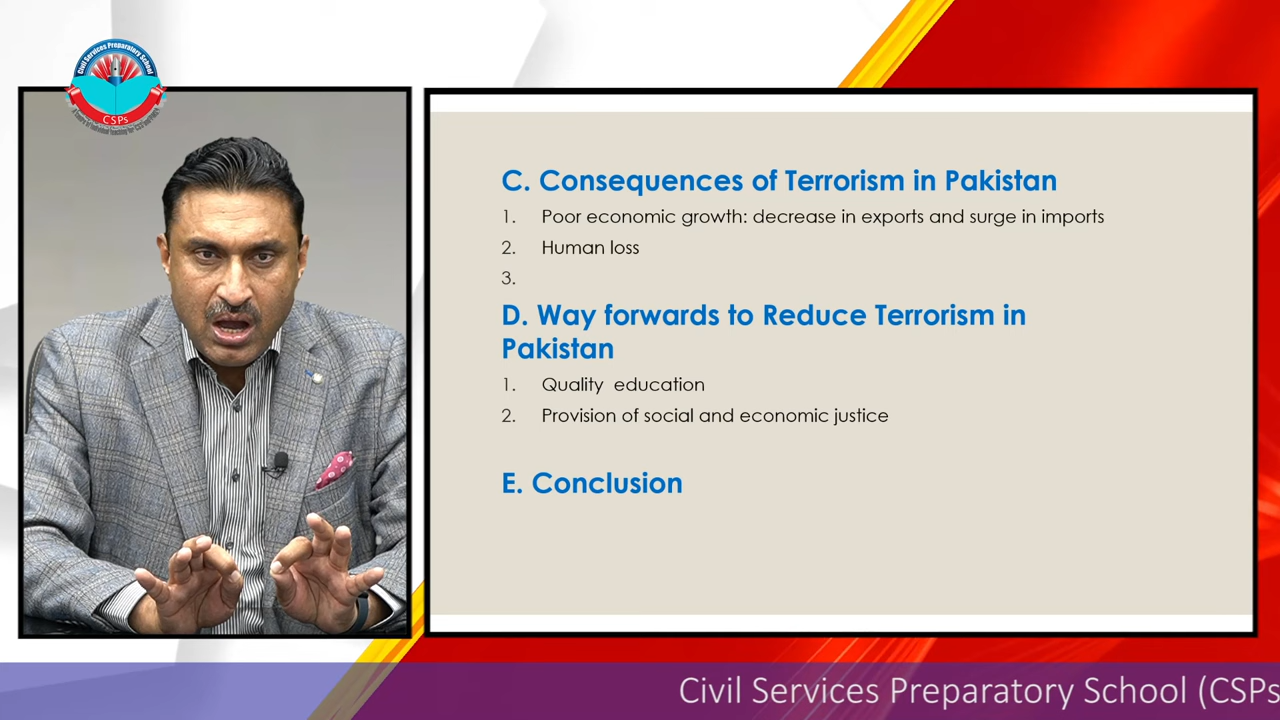 Civil Services Preparatory School
CSPs
C. Consequences of Terrorism in Pakistan
1. Poor economic growth: decrease in exports and surge in imports
2. Human loss
3.
D. Way forwards to Reduce Terrorism in
Pakistan
1. Quality education
2. Provision of social and economic justice
E. Conclusion
Civil Services Preparatory School (CSPs